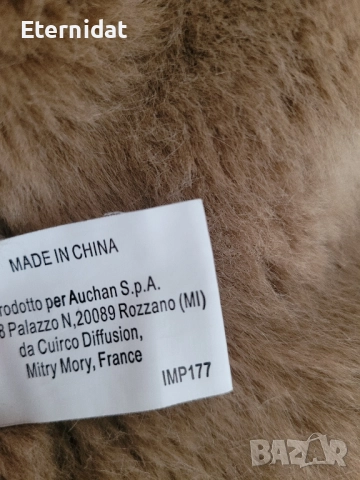 Eternidat
MADE IN CHINA
rodotto per Auchan S.p.A.
8 Palazzo N,20089 Rozzano (MI)
da Cuirco Diffusion,
Mitry Mory, France
IMP177
BAZAR